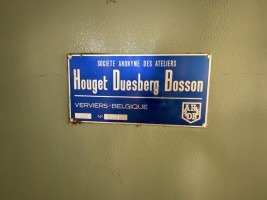 SOCIETE ANONYME DES ATELIERS
Houget Duesberg Bosson
VERVIERS-BELGIQUE